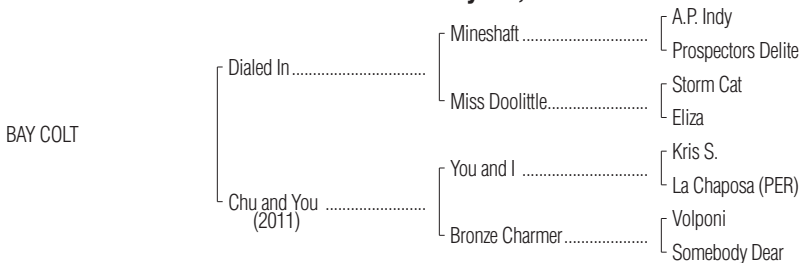 BAY COLT
Dialed In................................
Chu and You ........................
(2011)
Mineshaft ..............................
Miss Doolittle........................
You and I ..............................
Bronze Charmer....................
A.P. Indy
Prospectors Delite
Storm Cat
Eliza
Kris S.
La Chaposa (PER)
Volponi
Somebody Dear